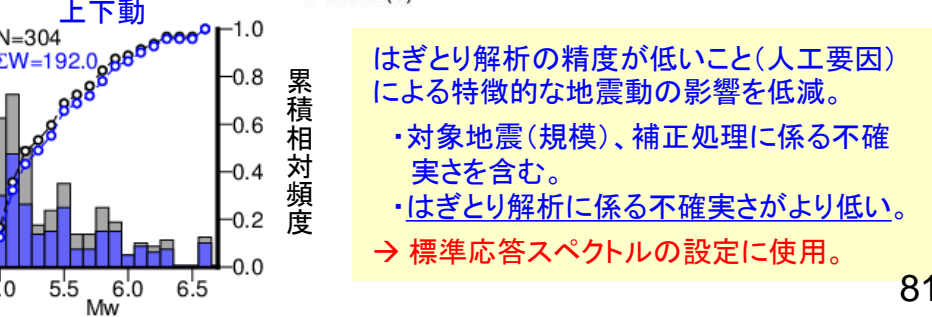 上下動
N=304
ΣW=192.0
1.0
0.8
0.6
0.4
0.2
0.0
累積相対頻度
.0 5.5 6.0 6.5
Mw
はぎとり解析の精度が低いこと(人工要因)
による特徴的な地震動の影響を低減。
・対象地震(規模)、補正処理に係る不確
実さを含む。
・はぎとり解析に係る不確実さがより低い。
→ 標準応答スペクトルの設定に使用。
81